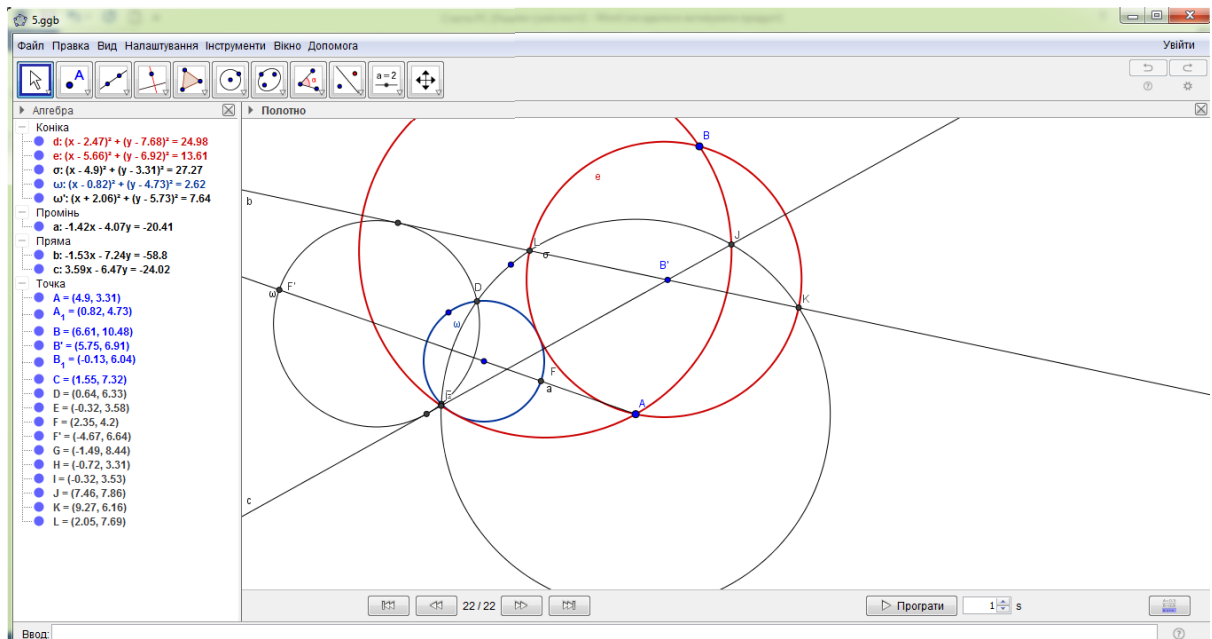 5.ggb
Файл Правка Вид Налаштування Інструменти Вікно Допомога
Увійти
A
α
a = 2
Алгебра
Полотно
Коніка
d: (x - 2.47)² + (y - 7.68)² = 24.98
e: (x - 5.66)² + (y - 6.92)² = 13.61
σ: (x - 4.9)² + (y - 3.31)² = 27.27
ω: (x - 0.82)² + (y - 4.73)² = 2.62
ω': (x + 2.06)² + (y - 5.73)² = 7.64
Промінь
a: -1.42x - 4.07y = -20.41
Пряма
b: -1.53x - 7.24y = -58.8
c: 3.59x - 6.47y = -24.02
Точка
A = (4.9, 3.31)
A₁ = (0.82, 4.73)
B = (6.61, 10.48)
B' = (5.75, 6.91)
B₁ = (-0.13, 6.04)
C = (1.55, 7.32)
D = (0.64, 6.33)
E = (-0.32, 3.58)
F = (2.35, 4.2)
F' = (-4.67, 6.64)
G = (-1.49, 8.44)
H = (-0.72, 3.31)
I = (-0.32, 3.53)
J = (7.46, 7.86)
K = (9.27, 6.16)
L = (2.05, 7.69)
B
e
b
L
σ
J
B'
F'
ω'
D
K
ω
F
a
A
c
22 / 22
Програти
1
s
Ввод: